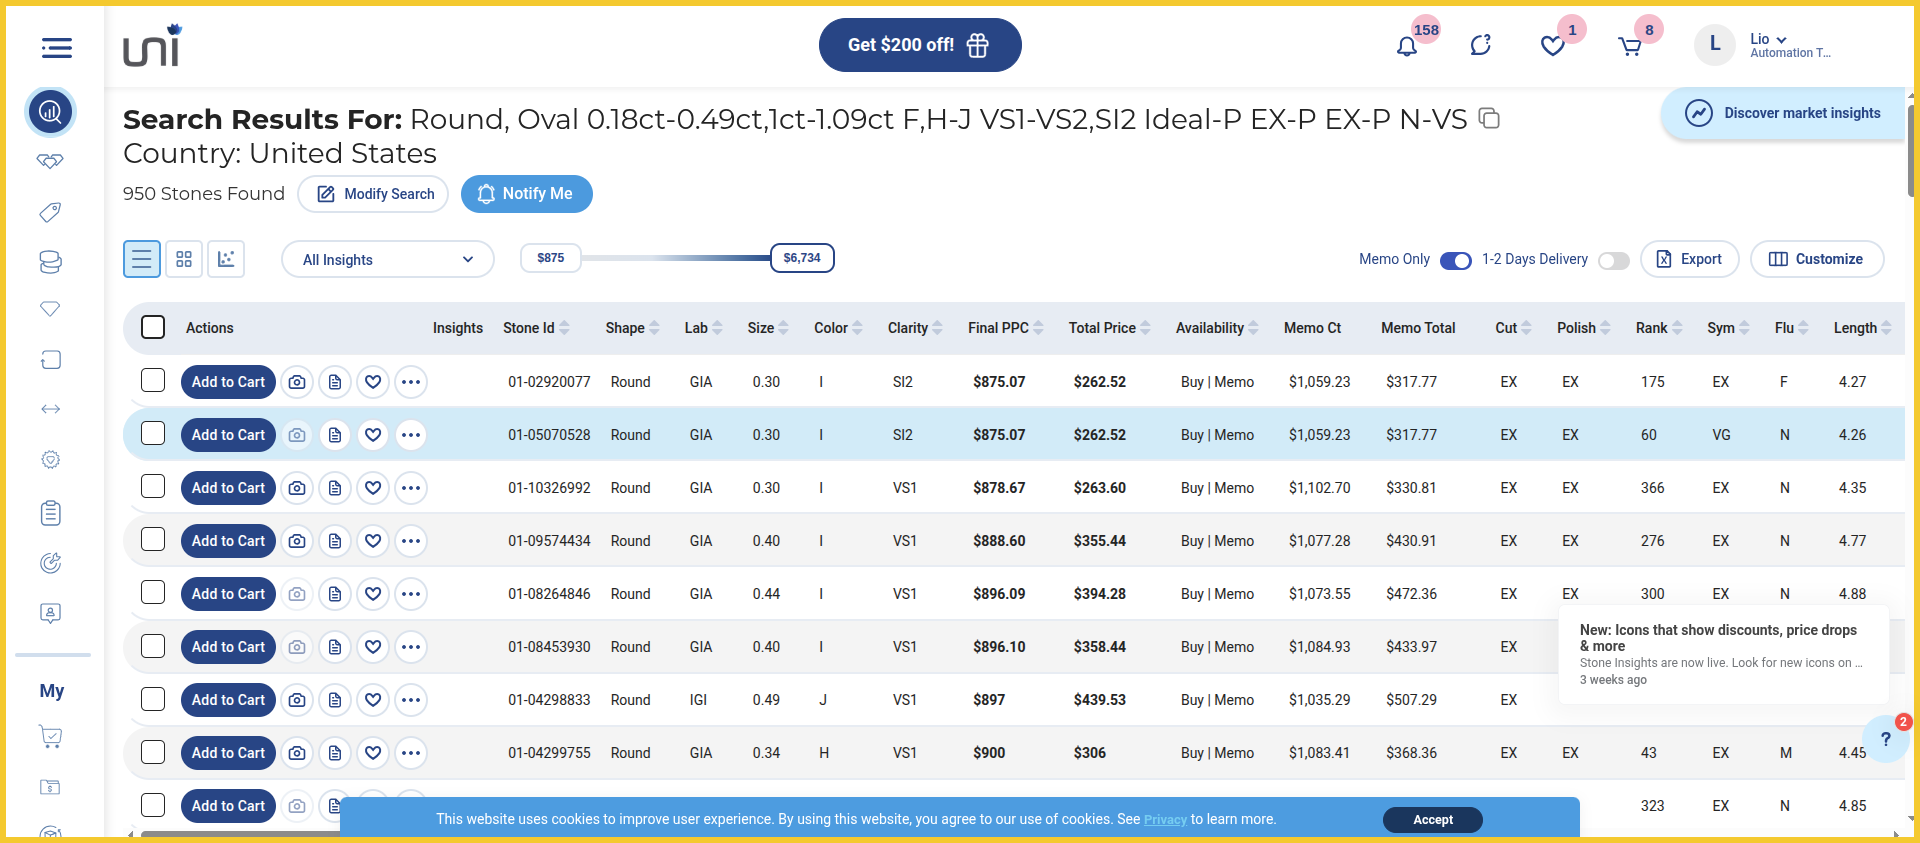 uni
Get $200 off!
158
1
8
L
Lio
Automation T...
Search Results For: Round, Oval 0.18ct-0.49ct,1ct-1.09ct F,H-J VS1-VS2,SI2 Ideal-P EX-P EX-P N-VS
Country: United States
Discover market insights
950 Stones Found
Modify Search
Notify Me
All Insights
$875
$6,734
Memo Only
1-2 Days Delivery
Export
Customize
Actions Insights Stone Id Shape Lab Size Color Clarity Final PPC Total Price Availability Memo Ct Memo Total Cut Polish Rank Sym Flu Length
Add to Cart 01-02920077 Round GIA 0.30 I SI2 $875.07 $262.52 Buy | Memo $1,059.23 $317.77 EX EX 175 EX F 4.27
Add to Cart 01-05070528 Round GIA 0.30 I SI2 $875.07 $262.52 Buy | Memo $1,059.23 $317.77 EX EX 60 VG N 4.26
Add to Cart 01-10326992 Round GIA 0.30 I VS1 $878.67 $263.60 Buy | Memo $1,102.70 $330.81 EX EX 366 EX N 4.35
Add to Cart 01-09574434 Round GIA 0.40 I VS1 $888.60 $355.44 Buy | Memo $1,077.28 $430.91 EX EX 276 EX N 4.77
Add to Cart 01-08264846 Round GIA 0.44 I VS1 $896.09 $394.28 Buy | Memo $1,073.55 $472.36 EX EX 300 EX N 4.88
Add to Cart 01-08453930 Round GIA 0.40 I VS1 $896.10 $358.44 Buy | Memo $1,084.93 $433.97 EX
Add to Cart 01-04298833 Round IGI 0.49 J VS1 $897 $439.53 Buy | Memo $1,035.29 $507.29 EX
Add to Cart 01-04299755 Round GIA 0.34 H VS1 $900 $306 Buy | Memo $1,083.41 $368.36 EX EX 43 EX M 4.45
Add to Cart 323 EX N 4.85
My
New: Icons that show discounts, price drops
& more
Stone Insights are now live. Look for new icons on ...
3 weeks ago
2
?
This website uses cookies to improve user experience. By using this website, you agree to our use of cookies. See Privacy to learn more.
Accept